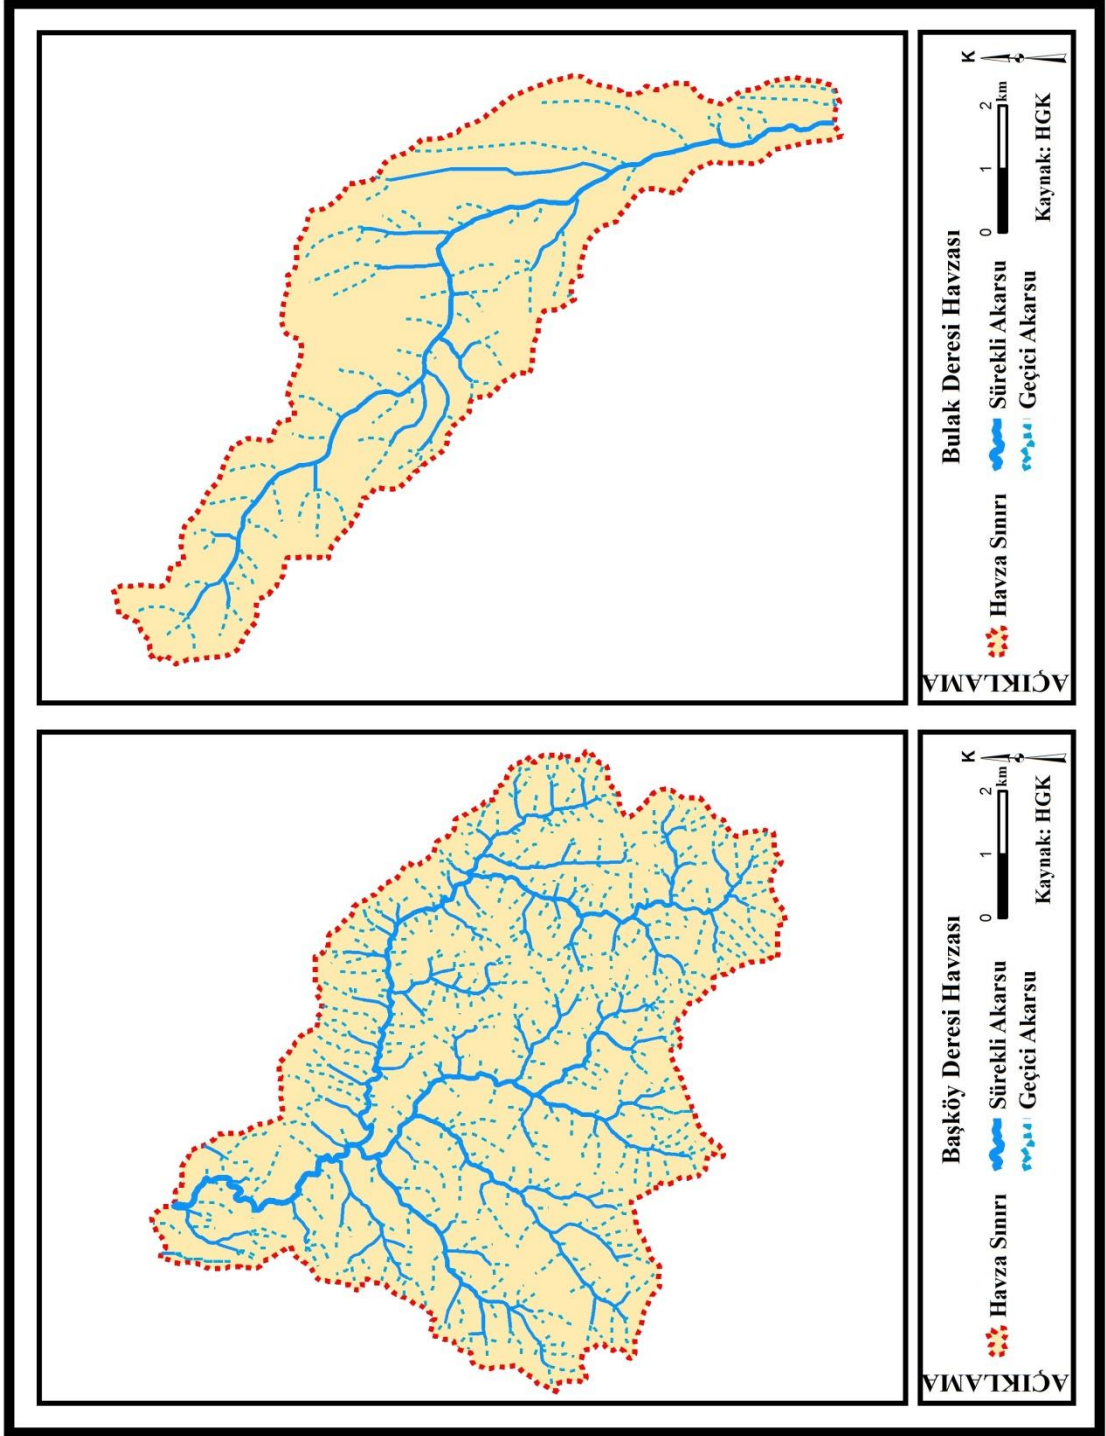 Başköy Deresi Havzası
AÇIKLAMA
Havza Sınırı
Sürekli Akarsu
Geçici Akarsu
0 1 2
km
Kaynak: HGK
K
Bulak Deresi Havzası
AÇIKLAMA
Havza Sınırı
Sürekli Akarsu
Geçici Akarsu
0 1 2
km
Kaynak: HGK
K